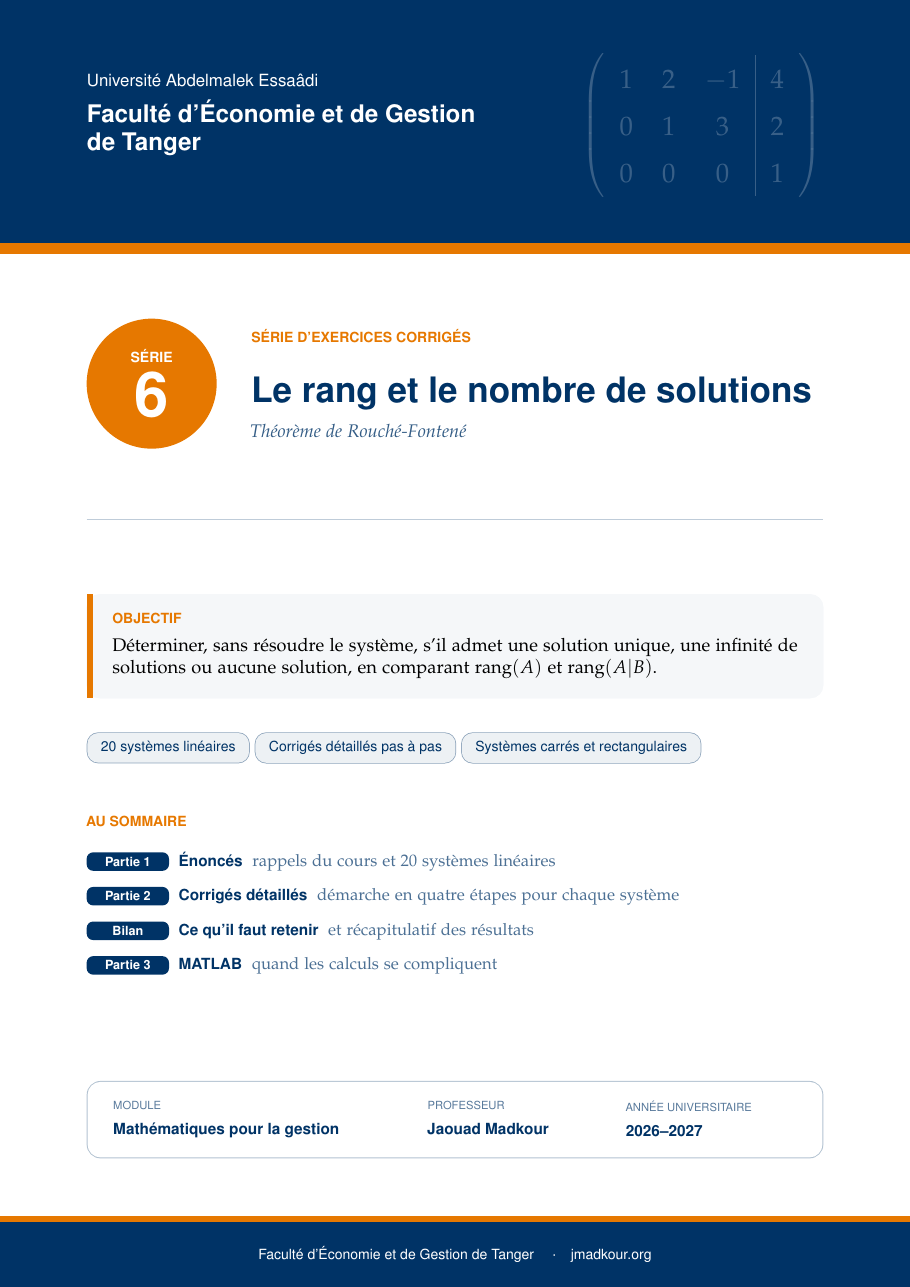 Université Abdelmalek Essaâdi
Faculté d'Économie et de Gestion
de Tanger
1 2 −1 4
0 1 3 2
0 0 0 1
SÉRIE
6
SÉRIE D'EXERCICES CORRIGÉS
Le rang et le nombre de solutions
Théorème de Rouché-Fontené
OBJECTIF
Déterminer, sans résoudre le système, s'il admet une solution unique, une infinité de
solutions ou aucune solution, en comparant rang(A) et rang(A|B).
20 systèmes linéaires Corrigés détaillés pas à pas Systèmes carrés et rectangulaires
AU SOMMAIRE
Partie 1 Énoncés rappels du cours et 20 systèmes linéaires
Partie 2 Corrigés détaillés démarche en quatre étapes pour chaque système
Bilan Ce qu'il faut retenir et récapitulatif des résultats
Partie 3 MATLAB quand les calculs se compliquent
MODULE PROFESSEUR ANNÉE UNIVERSITAIRE
Mathématiques pour la gestion Jaouad Madkour 2026–2027
Faculté d'Économie et de Gestion de Tanger · jmadkour.org